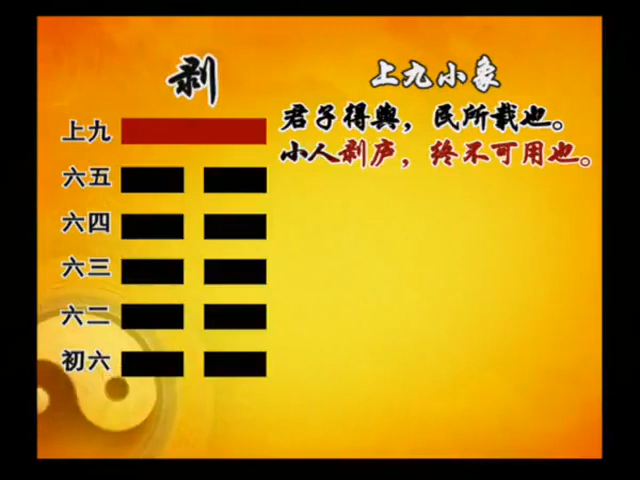 剥
上九小象
君子得舆，民所载也。
小人剥庐，终不可用也。
上九
六五
六四
六三
六二
初六